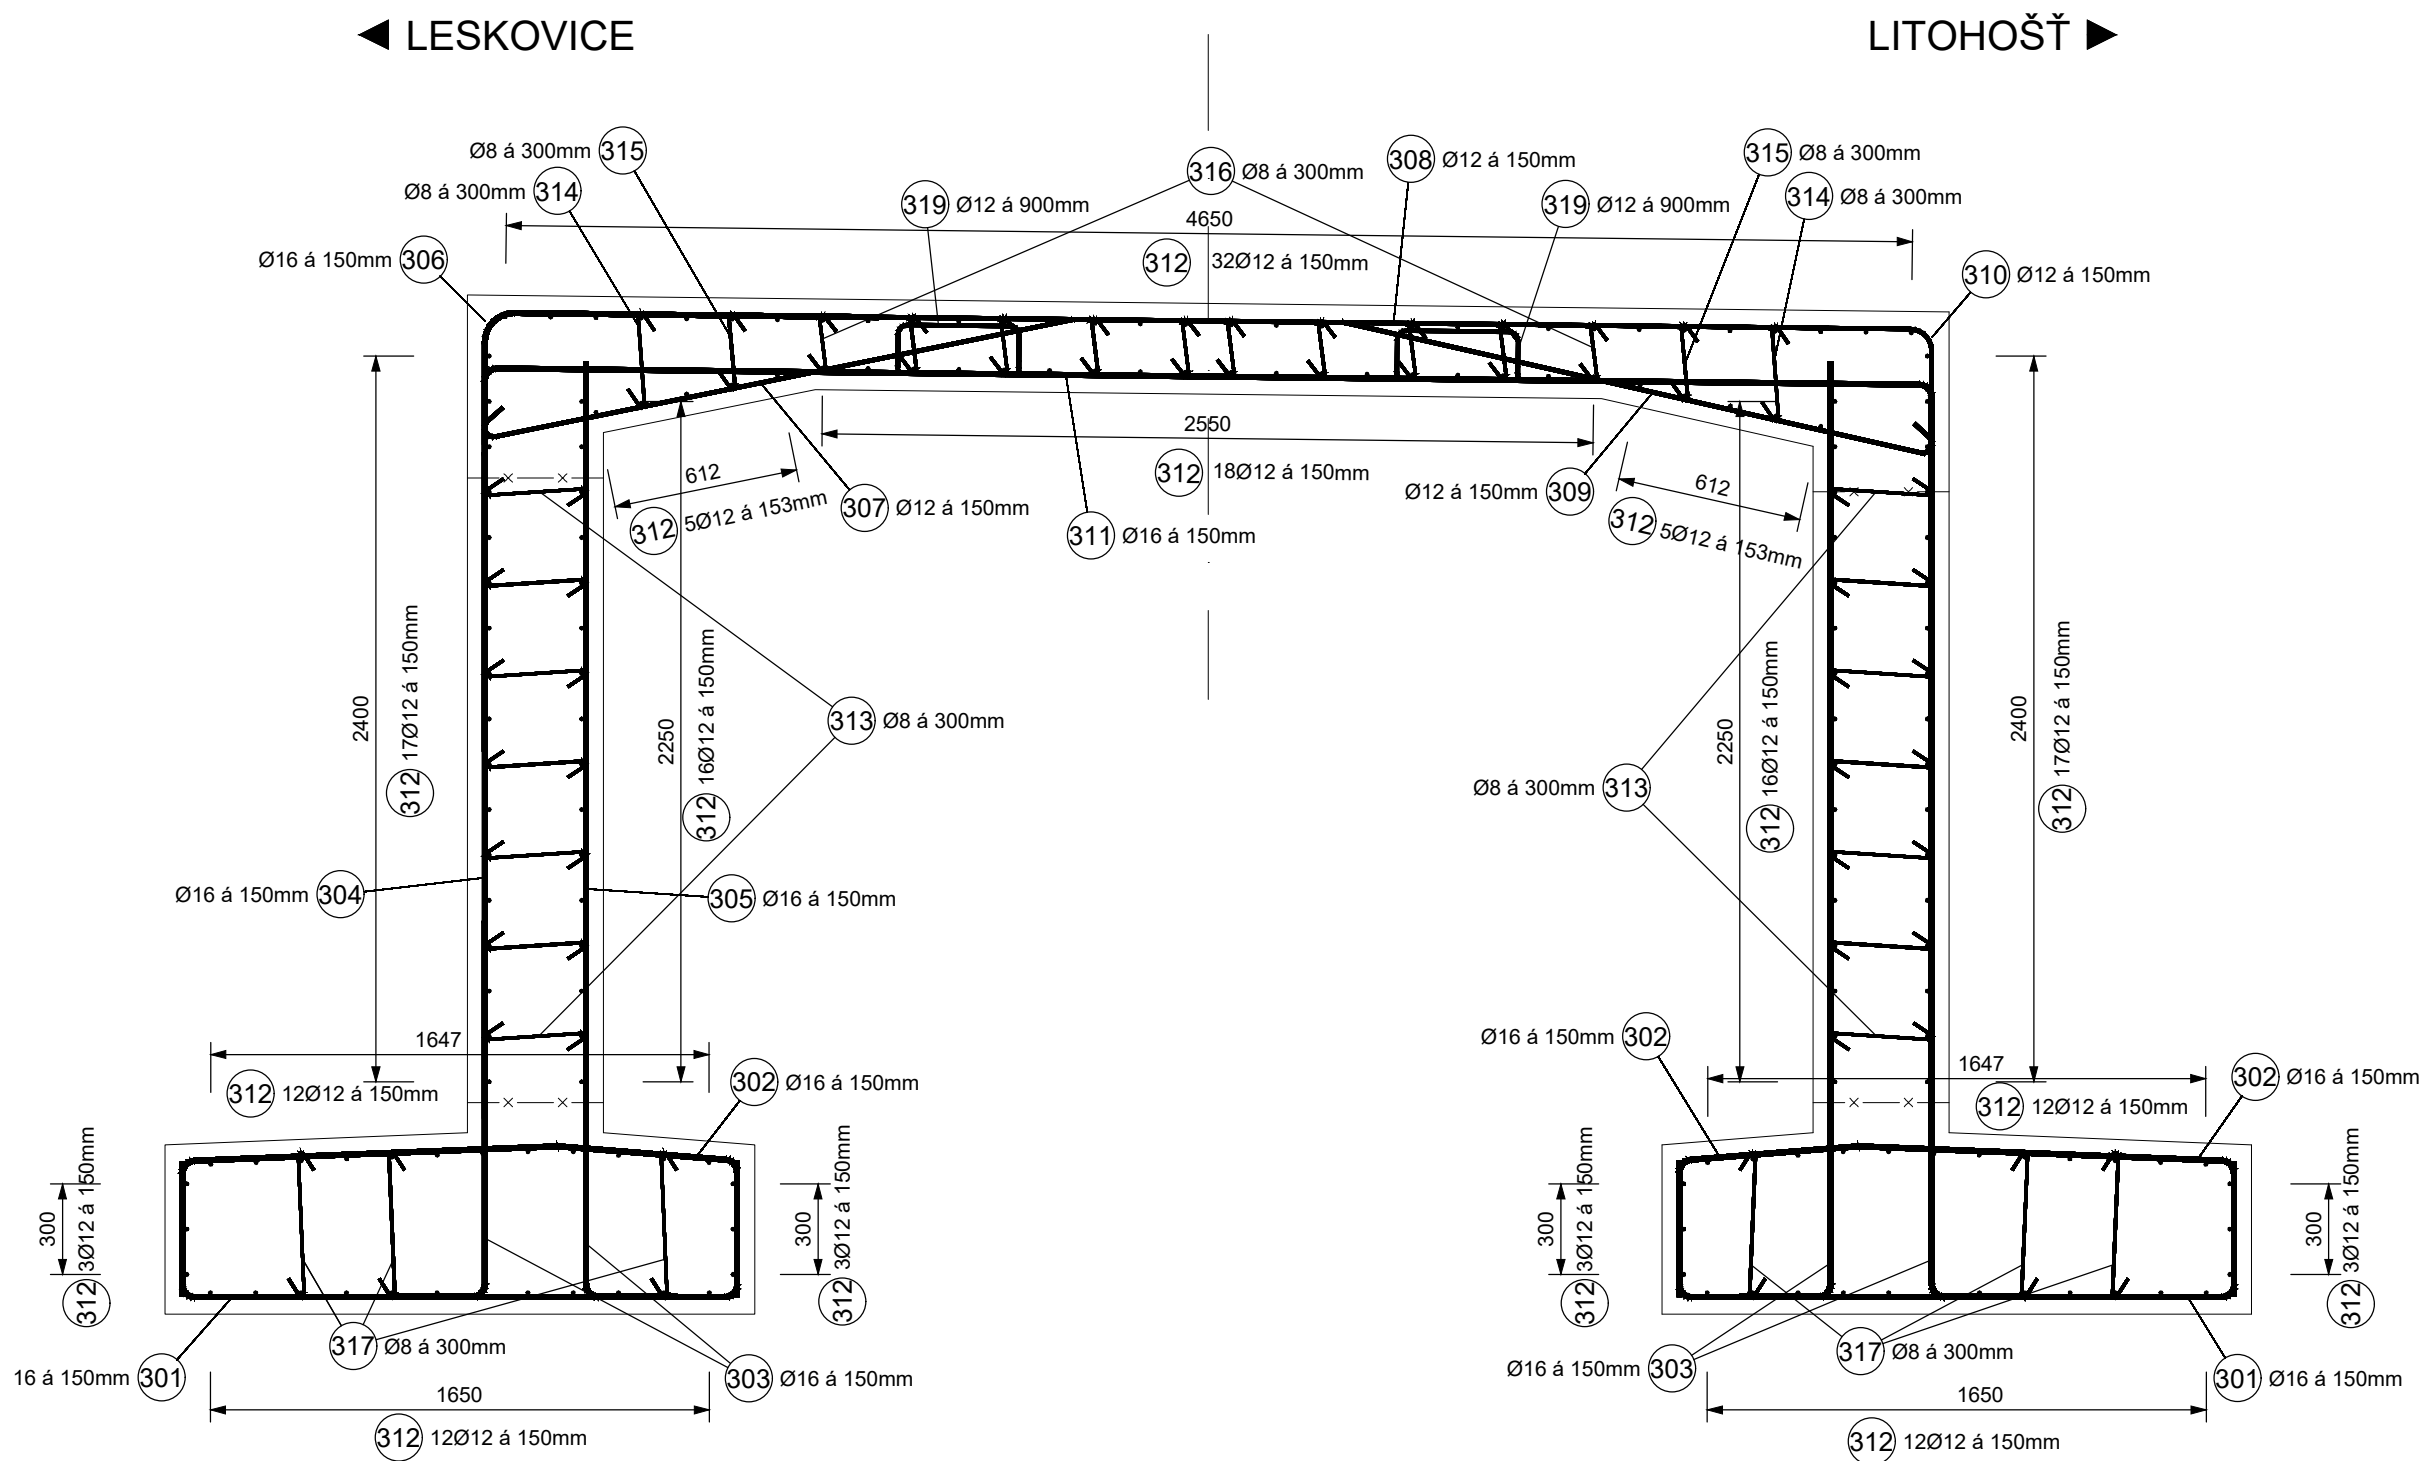 LESKOVICE
LITOHOŠŤ
Ø8 á 300mm 315
Ø8 á 300mm 314
316 Ø8 á 300mm
308 Ø12 á 150mm
315 Ø8 á 300mm
314 Ø8 á 300mm
319 Ø12 á 900mm
319 Ø12 á 900mm
4650
Ø16 á 150mm 306
312 32Ø12 á 150mm
310 Ø12 á 150mm
2550
312 18Ø12 á 150mm
612
312 5Ø12 á 153mm
307 Ø12 á 150mm
311 Ø16 á 150mm
Ø12 á 150mm 309
612
312 5Ø12 á 153mm
2400
312 17Ø12 á 150mm
2250
312 16Ø12 á 150mm
313 Ø8 á 300mm
Ø8 á 300mm 313
2250
312 16Ø12 á 150mm
2400
312 17Ø12 á 150mm
Ø16 á 150mm 304
305 Ø16 á 150mm
1647
312 12Ø12 á 150mm
302 Ø16 á 150mm
Ø16 á 150mm 302
1647
312 12Ø12 á 150mm
302 Ø16 á 150mm
300
312 3Ø12 á 150mm
300
312 3Ø12 á 150mm
300
312 3Ø12 á 150mm
300
312 3Ø12 á 150mm
317 Ø8 á 300mm
16 á 150mm 301
303 Ø16 á 150mm
1650
312 12Ø12 á 150mm
Ø16 á 150mm 303
317 Ø8 á 300mm
301 Ø16 á 150mm
1650
312 12Ø12 á 150mm